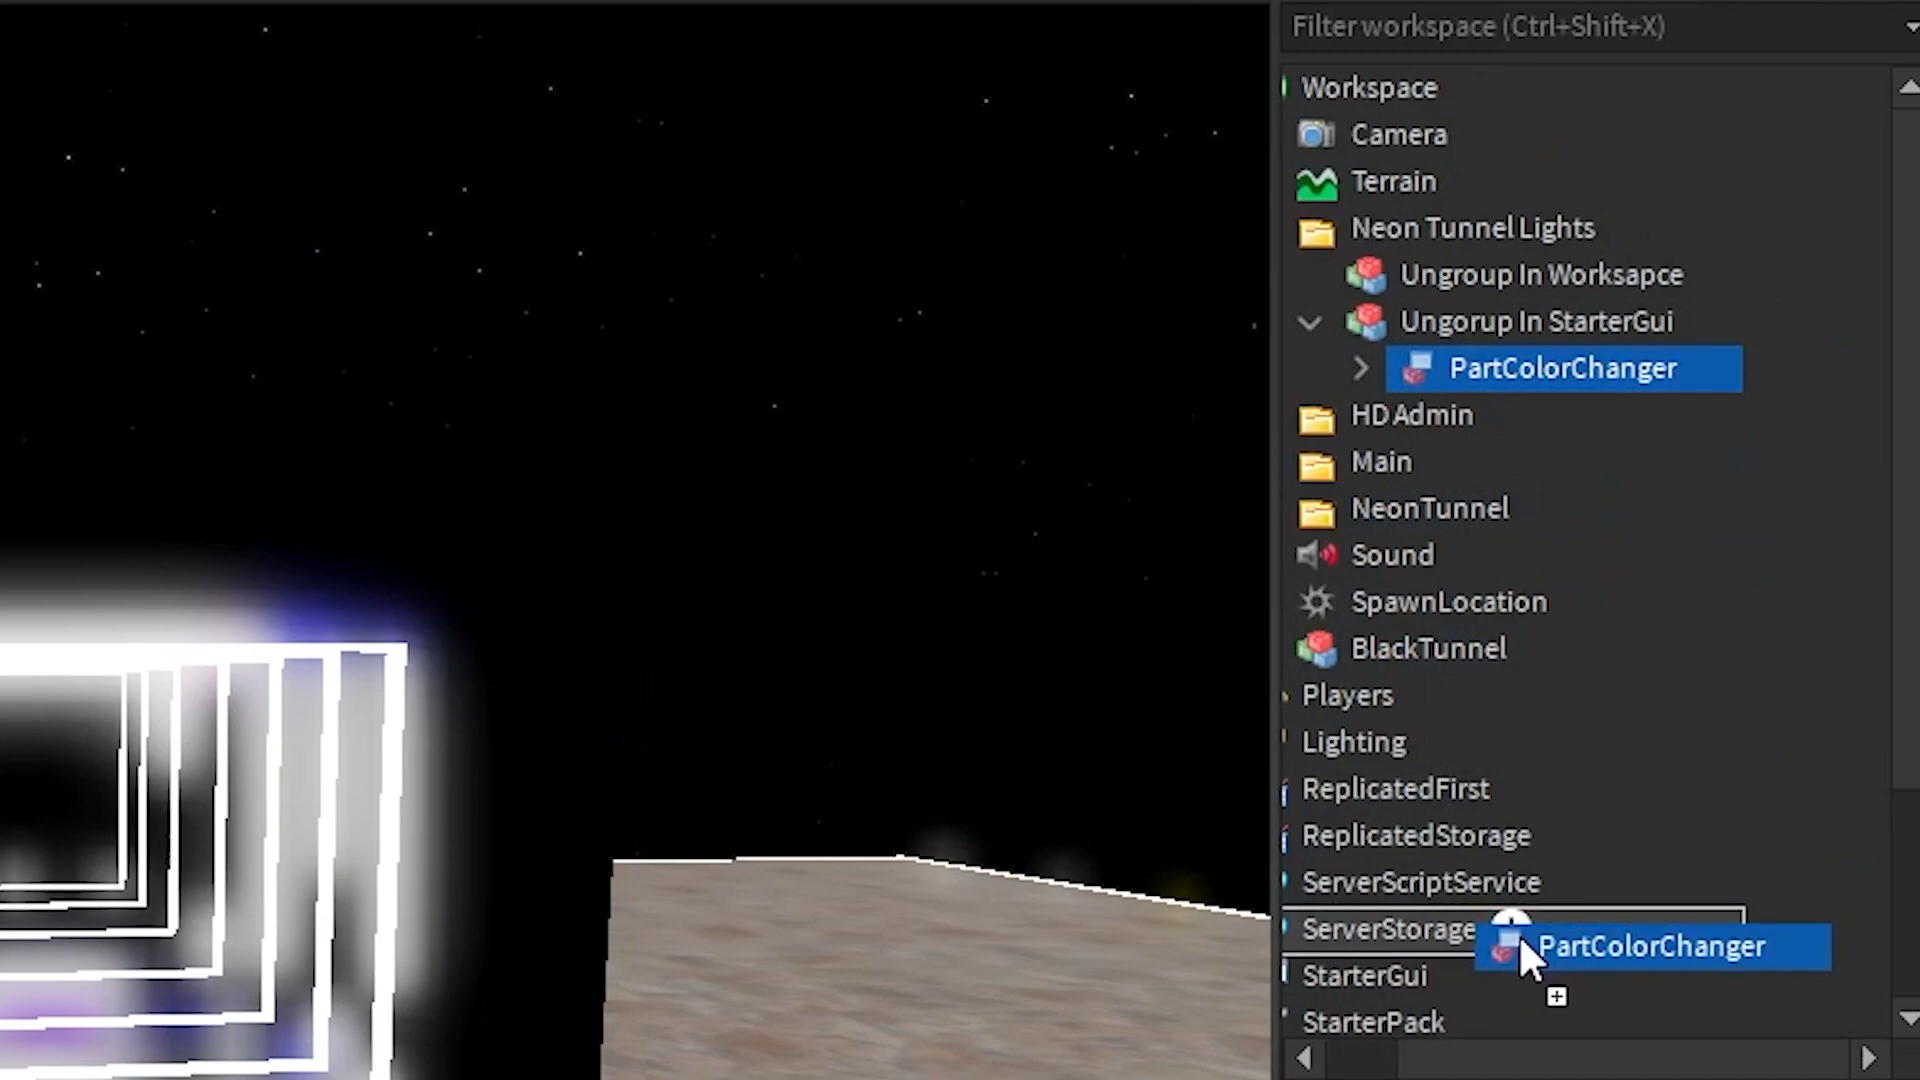 Filter workspace (Ctrl+Shift+X)
Workspace
Camera
Terrain
Neon Tunnel Lights
Ungroup In Worksapce
Ungorup In StarterGui
PartColorChanger
HD Admin
Main
NeonTunnel
Sound
SpawnLocation
BlackTunnel
Players
Lighting
ReplicatedFirst
ReplicatedStorage
ServerScriptService
ServerStorage
PartColorChanger
StarterGui
StarterPack